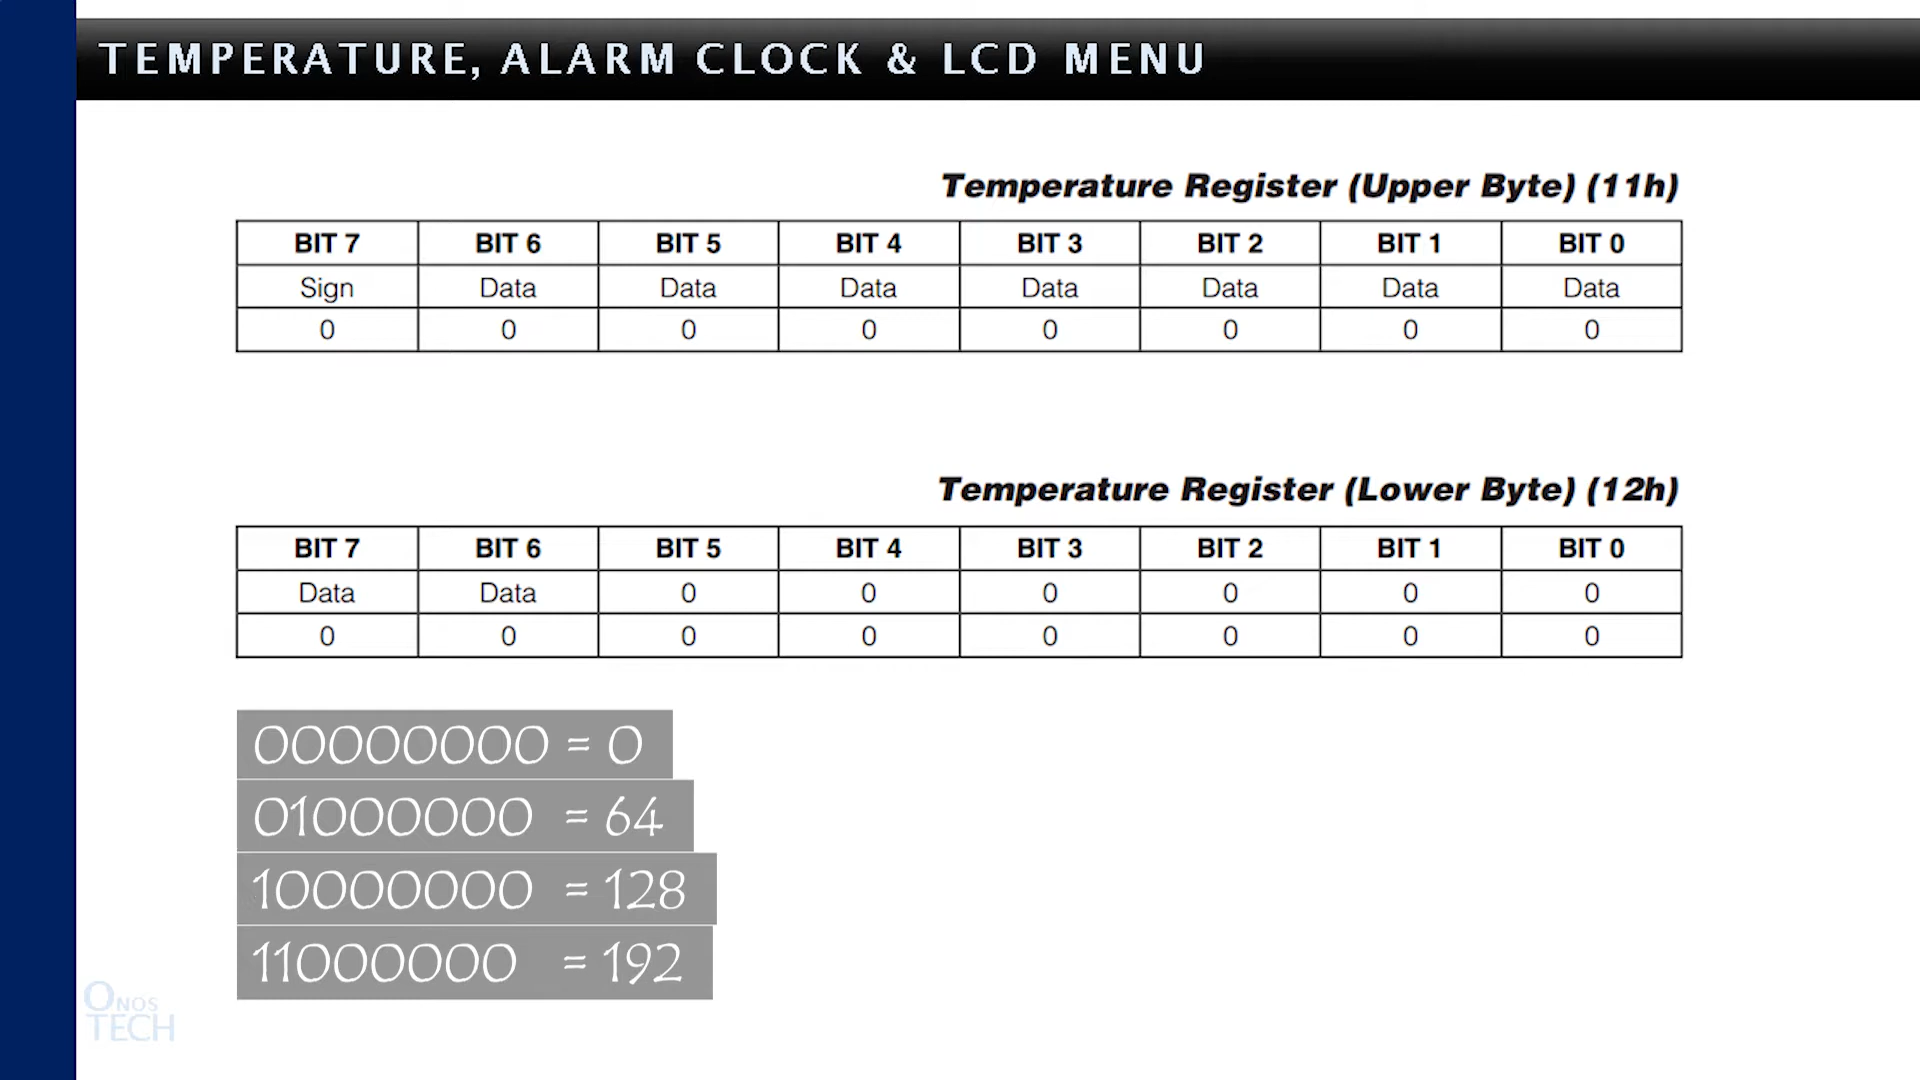 TEMPERATURE, ALARM CLOCK & LCD MENU
Temperature Register (Upper Byte) (11h)
BIT 7 BIT 6 BIT 5 BIT 4 BIT 3 BIT 2 BIT 1 BIT 0
Sign Data Data Data Data Data Data Data
0 0 0 0 0 0 0 0
Temperature Register (Lower Byte) (12h)
BIT 7 BIT 6 BIT 5 BIT 4 BIT 3 BIT 2 BIT 1 BIT 0
Data Data 0 0 0 0 0 0
0 0 0 0 0 0 0 0
00000000 = 0
01000000 = 64
10000000 = 128
11000000 = 192
ONOS
TECH